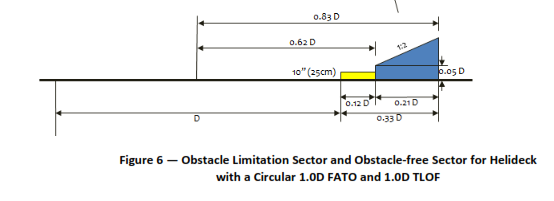 0.83 D
0.62 D
1:2
10" (25cm)
0.05 D
0.12 D
0.21 D
D
0.33 D
Figure 6 — Obstacle Limitation Sector and Obstacle-free Sector for Helideck
with a Circular 1.0D FATO and 1.0D TLOF